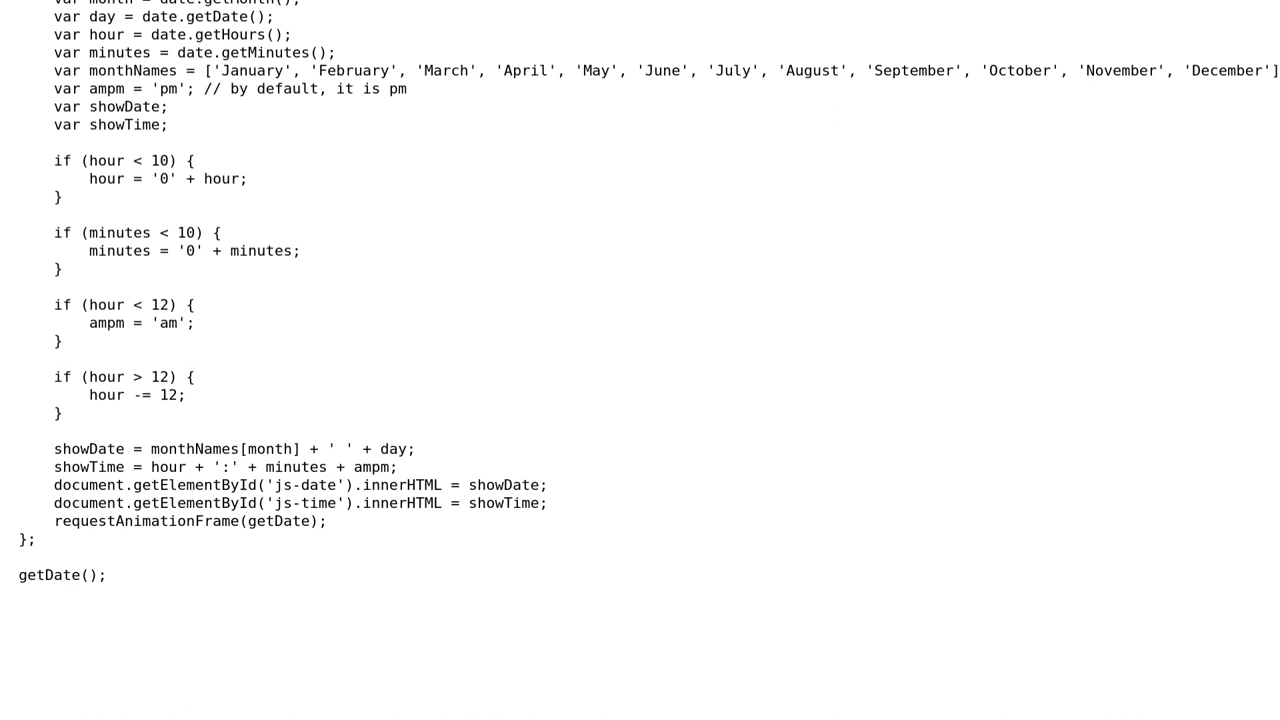 var month = date.getMonth();
var day = date.getDate();
var hour = date.getHours();
var minutes = date.getMinutes();
var monthNames = ['January', 'February', 'March', 'April', 'May', 'June', 'July', 'August', 'September', 'October', 'November', 'December']
var ampm = 'pm'; // by default, it is pm
var showDate;
var showTime;
if (hour < 10) {
hour = '0' + hour;
}
if (minutes < 10) {
minutes = '0' + minutes;
}
if (hour < 12) {
ampm = 'am';
}
if (hour > 12) {
hour -= 12;
}
showDate = monthNames[month] + ' ' + day;
showTime = hour + ':' + minutes + ampm;
document.getElementById('js-date').innerHTML = showDate;
document.getElementById('js-time').innerHTML = showTime;
requestAnimationFrame(getDate);
};
getDate();